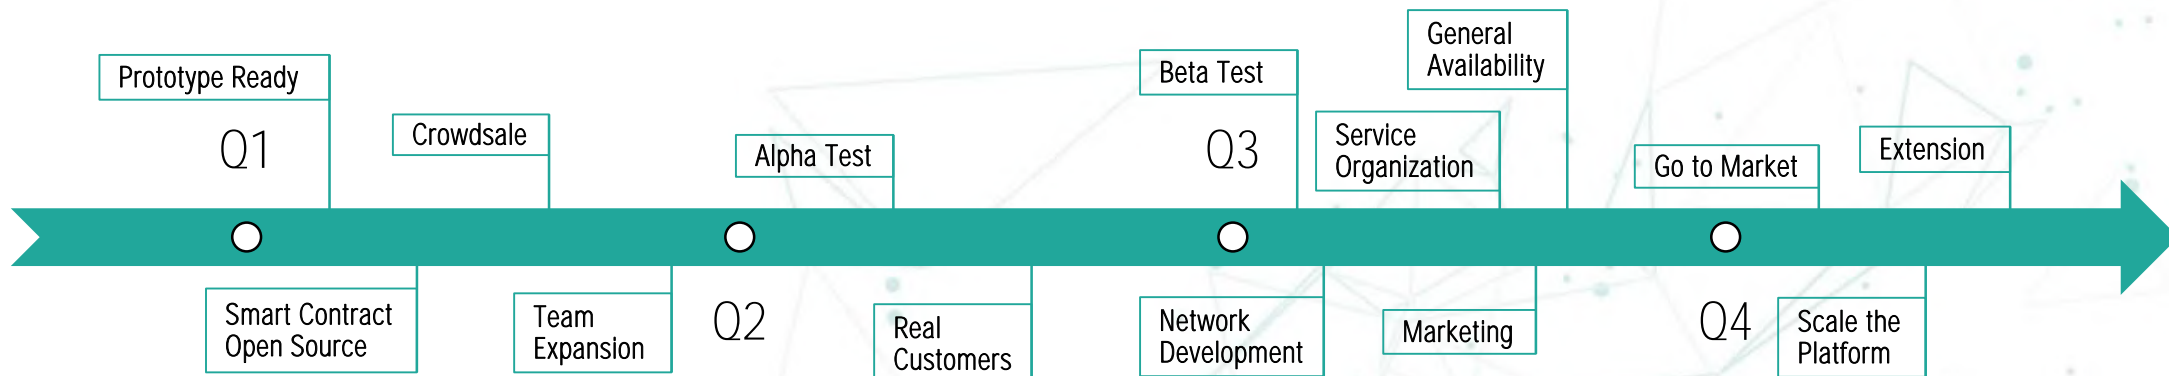 Prototype Ready
Q1
Smart Contract
Open Source
Crowdsale
Team
Expansion
Q2
Alpha Test
Real
Customers
Beta Test
Q3
Network
Development
Service
Organization
Marketing
General
Availability
Q4
Go to Market
Scale the
Platform
Extension